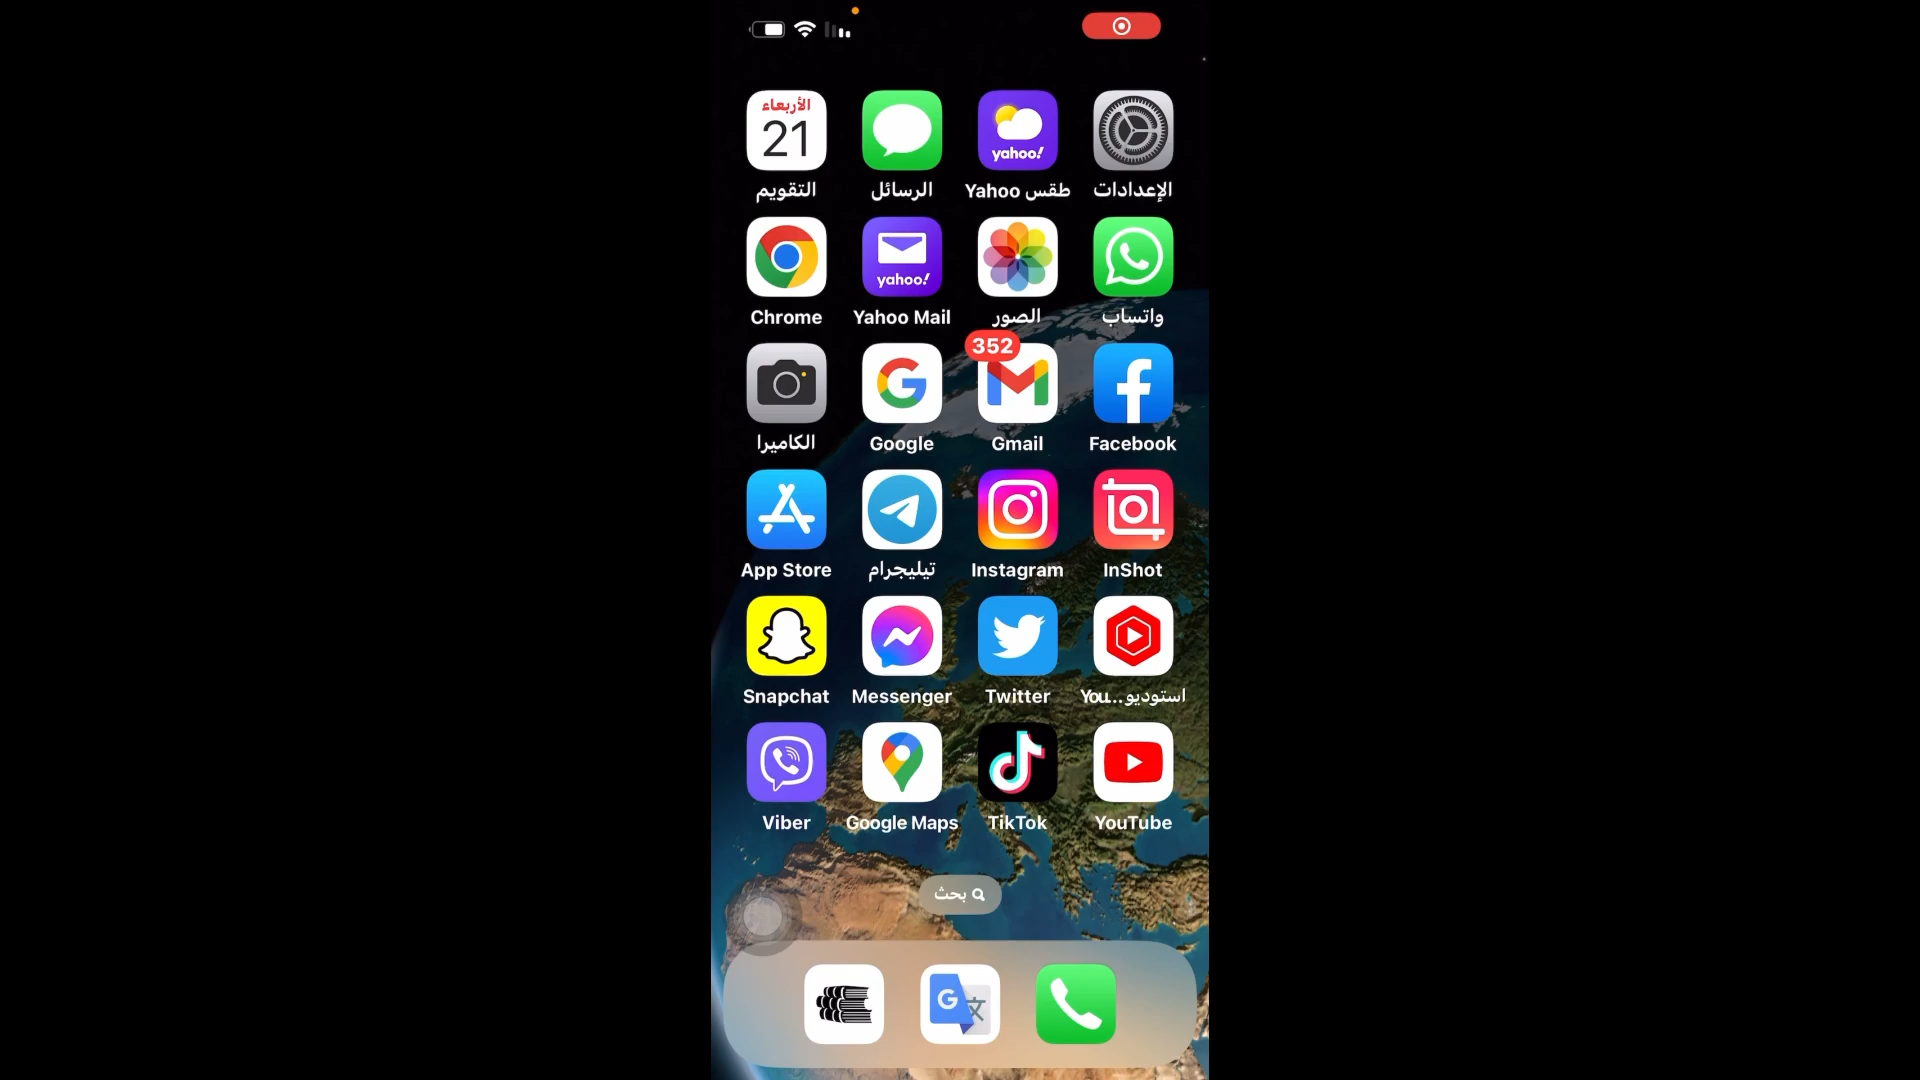 الإعدادات
yahoo!
طقس Yahoo
الرسائل
الأربعاء
21
التقويم
واتساب
الصور
yahoo!
Yahoo Mail
Chrome
Facebook
352
Gmail
G
Google
الكاميرا
InShot
Instagram
تيليجرام
App Store
استوديو...You
Twitter
Messenger
Snapchat
YouTube
TikTok
Google Maps
Viber
بحث
G
文